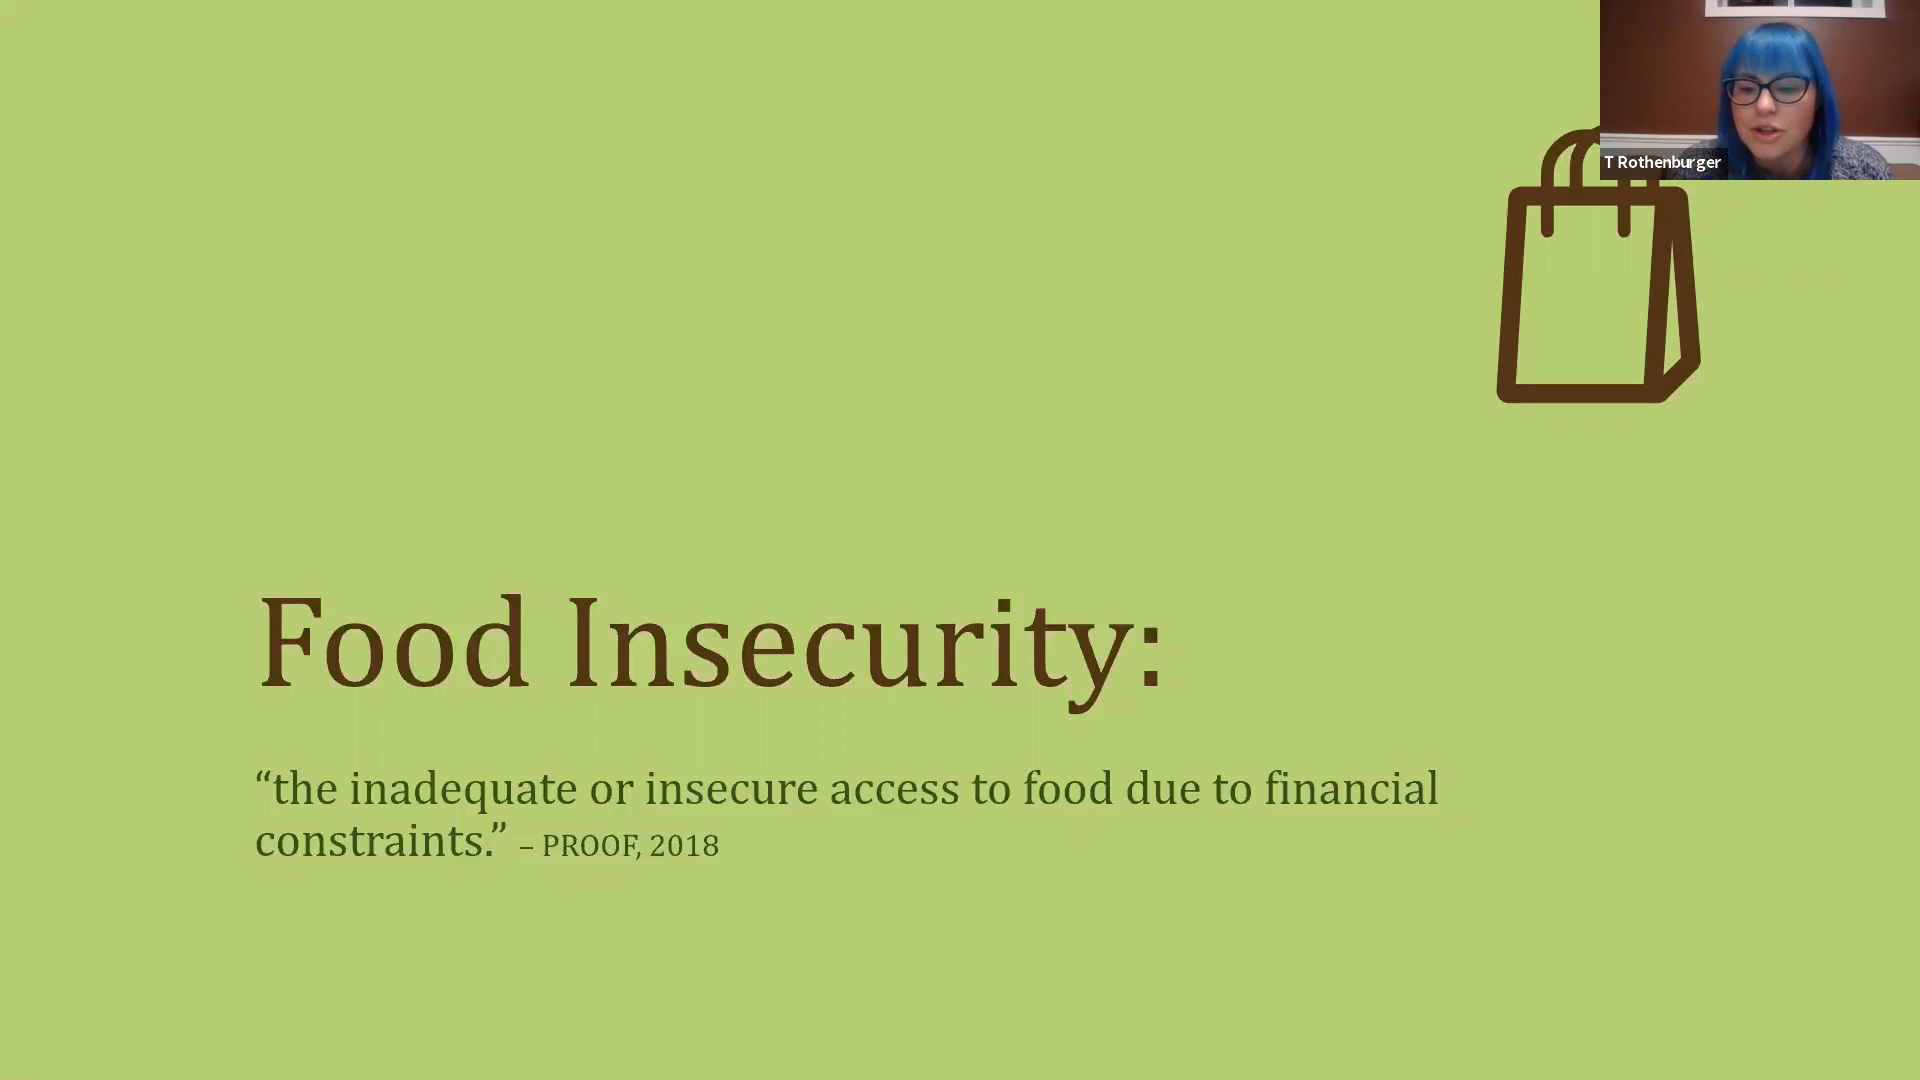 T Rothenburger
Food Insecurity:
“the inadequate or insecure access to food due to financial
constraints.” – PROOF, 2018